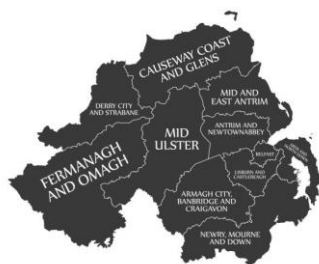 CAUSEWAY COAST
AND GLENS
DERRY CITY
AND STRABANE
MID AND
EAST ANTRIM
ANTRIM AND
NEWTOWNABBEY
MID
ULSTER
FERMANAGH
AND OMAGH
BELFAST
LISBURN AND
CASTLEREAGH
ARMAGH CITY,
BANBRIDGE AND
CRAIGAVON
NEWRY, MOURNE
AND DOWN